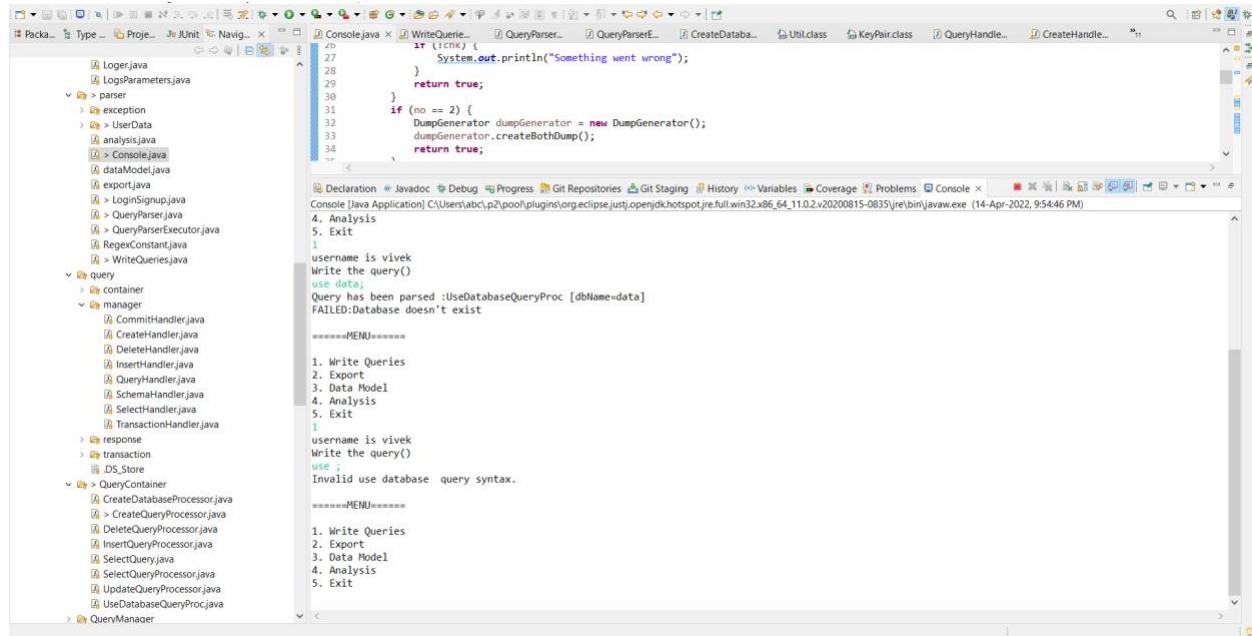 Packa... Type ... Proje... JUnit Navig... ×
Loger.java
LogsParameters.java
> parser
exception
> UserData
analysis.java
> Console.java
dataModel.java
export.java
> LoginSignup.java
> QueryParser.java
> QueryParserExecutor.java
RegexConstant.java
> WriteQueries.java
query
container
manager
CommitHandler.java
CreateHandler.java
DeleteHandler.java
InsertHandler.java
QueryHandler.java
SchemaHandler.java
SelectHandler.java
TransactionHandler.java
response
transaction
.DS_Store
> QueryContainer
CreateDatabaseProcessor.java
> CreateQueryProcessor.java
DeleteQueryProcessor.java
InsertQueryProcessor.java
SelectQuery.java
SelectQueryProcessor.java
UpdateQueryProcessor.java
UseDatabaseQueryProc.java
QueryManager
Console.java × WriteQuerie... QueryParser... QueryParserE... CreateDataba... Util.class KeyPair.class QueryHandle... CreateHandle... »11
26 if (!chk) {
27 System.out.println("Something went wrong");
28 }
29 return true;
30 }
31 if (no == 2) {
32 DumpGenerator dumpGenerator = new DumpGenerator();
33 dumpGenerator.createBothDump();
34 return true;
35 }
Declaration Javadoc Debug Progress Git Repositories Git Staging History Variables Coverage Problems Console ×
Console [Java Application] C:\Users\abc\.p2\pool\plugins\org.eclipse.justj.openjdk.hotspot.jre.full.win32.x86_64_11.0.2.v20200815-0835\jre\bin\javaw.exe (14-Apr-2022, 9:54:46 PM)
4. Analysis
5. Exit
1
username is vivek
Write the query()
use data;
Query has been parsed :UseDatabaseQueryProc [dbName=data]
FAILED:Database doesn't exist
======MENU======
1. Write Queries
2. Export
3. Data Model
4. Analysis
5. Exit
1
username is vivek
Write the query()
use ;
Invalid use database  query syntax.
======MENU======
1. Write Queries
2. Export
3. Data Model
4. Analysis
5. Exit